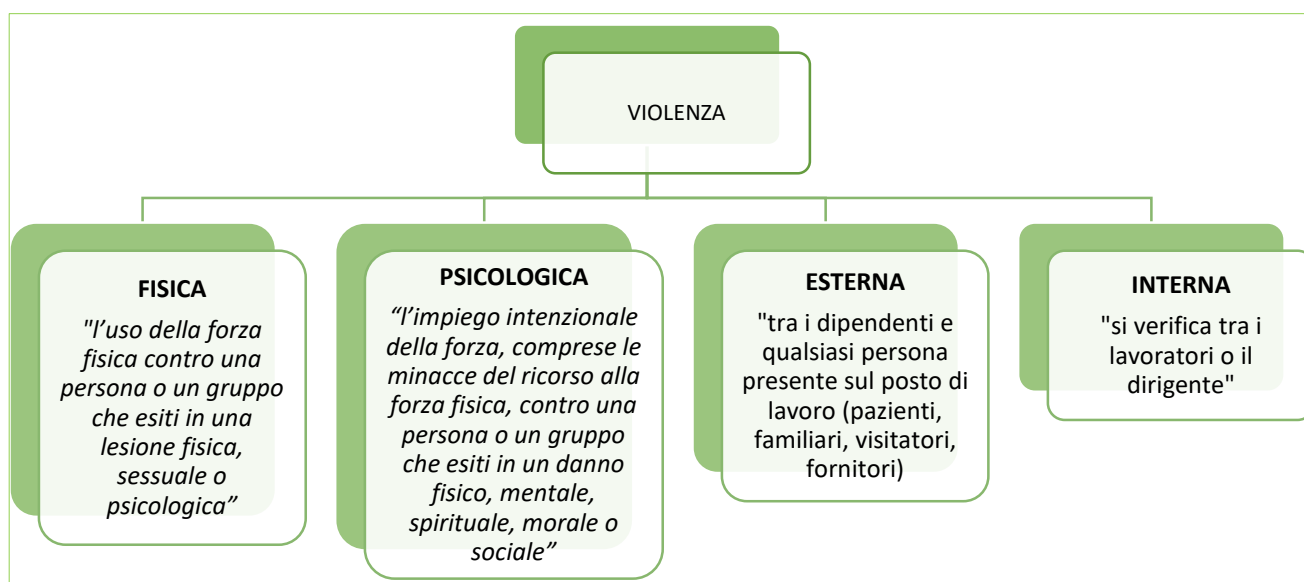 VIOLENZA
FISICA
"l’uso della forza
fisica contro una
persona o un gruppo
che esiti in una
lesione fisica,
sessuale o
psicologica”
PSICOLOGICA
“l’impiego intenzionale
della forza, comprese le
minacce del ricorso alla
forza fisica, contro una
persona o un gruppo
che esiti in un danno
fisico, mentale,
spirituale, morale o
sociale”
ESTERNA
"tra i dipendenti e
qualsiasi persona
presente sul posto di
lavoro (pazienti,
familiari, visitatori,
fornitori)
INTERNA
"si verifica tra i
lavoratori o il
dirigente"